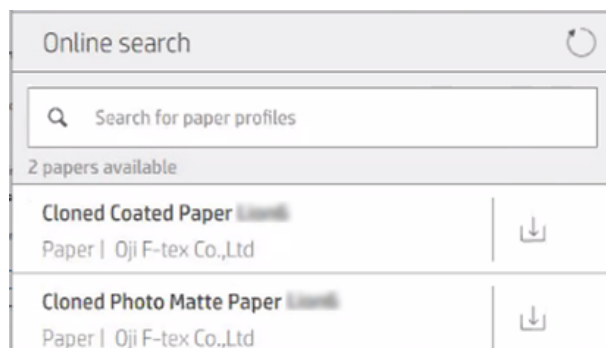 Online search
Search for paper profiles
2 papers available
Cloned Coated Paper
Paper | Oji F-tex Co.,Ltd
Cloned Photo Matte Paper
Paper | Oji F-tex Co.,Ltd